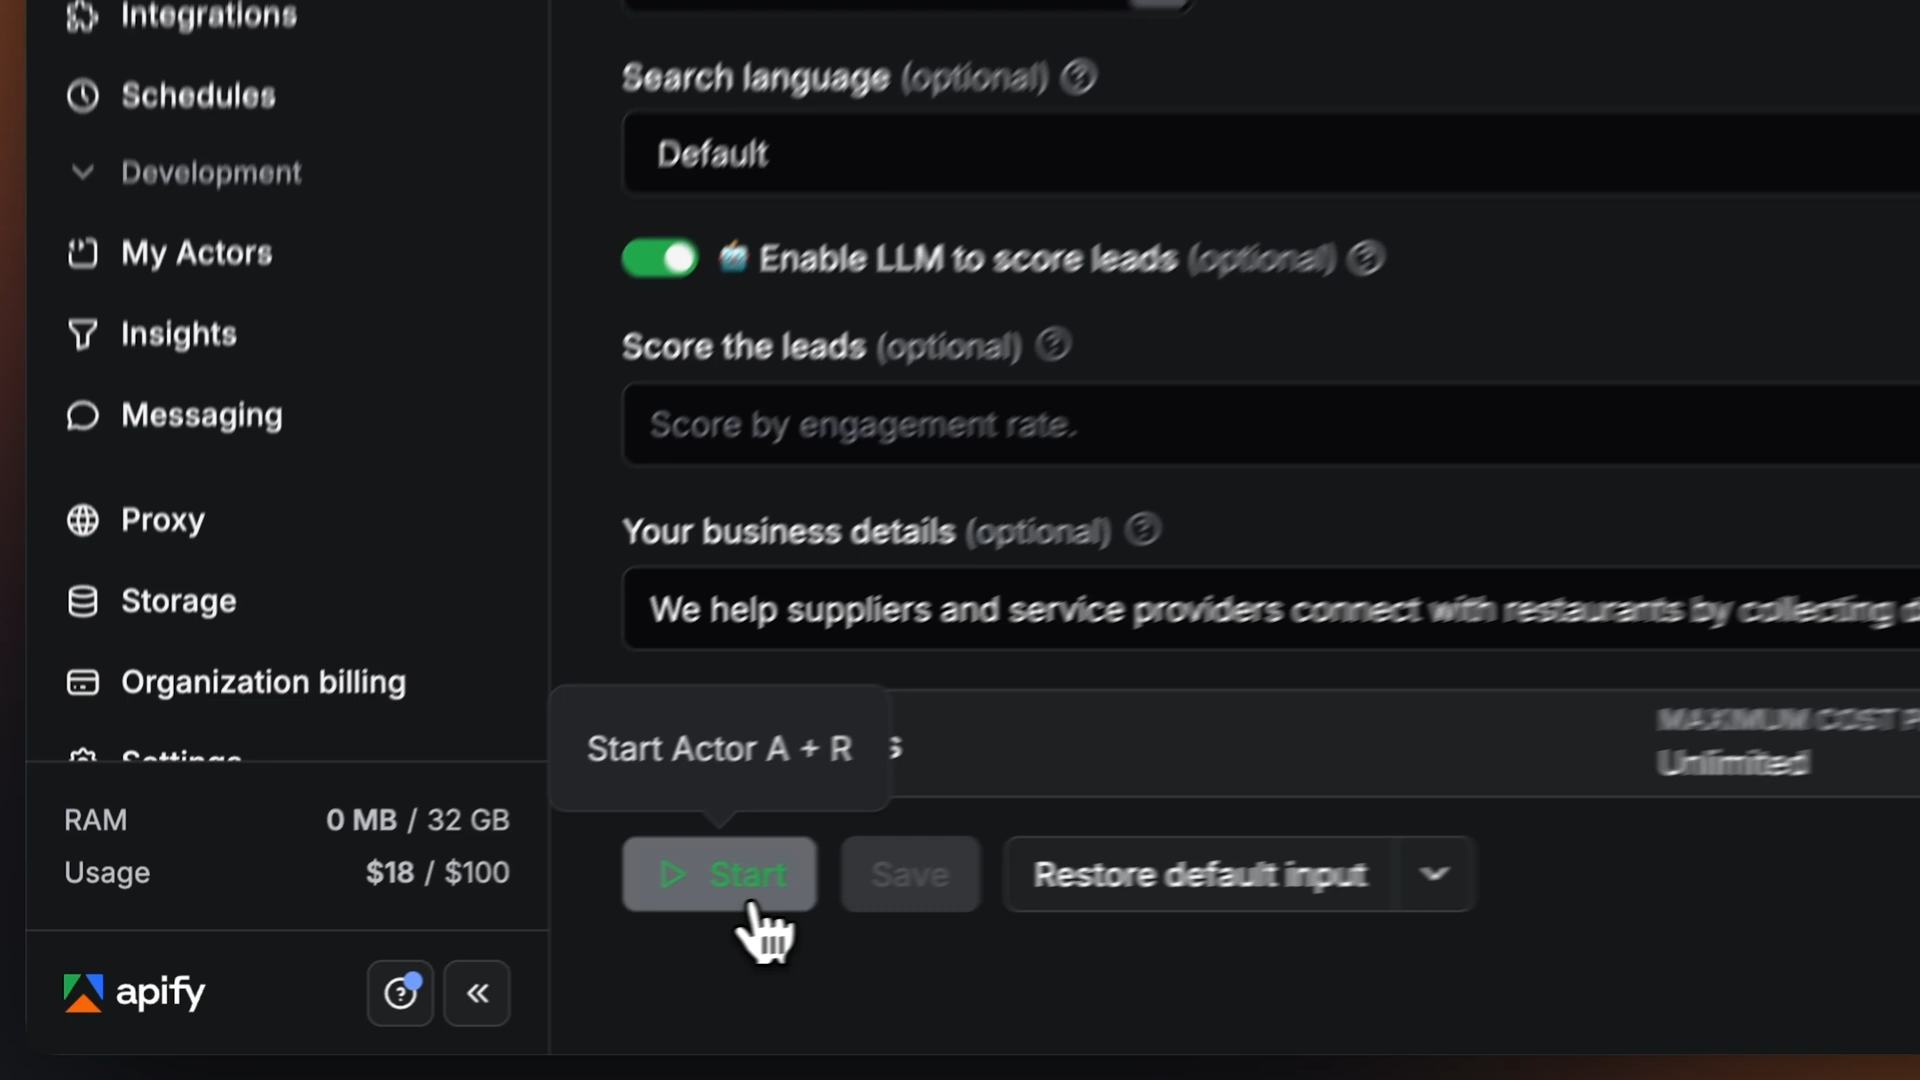 Integrations
Schedules
Development
My Actors
Insights
Messaging
Proxy
Storage
Organization billing
Settings
RAM 0 MB / 32 GB
Usage $18 / $100
apify
Search language (optional)
Default
Enable LLM to score leads (optional)
Score the leads (optional)
Score by engagement rate.
Your business details (optional)
We help suppliers and service providers connect with restaurants by collecting
MAXIMUM COST
Unlimited
Start Actor A + R
Start
Save
Restore default input